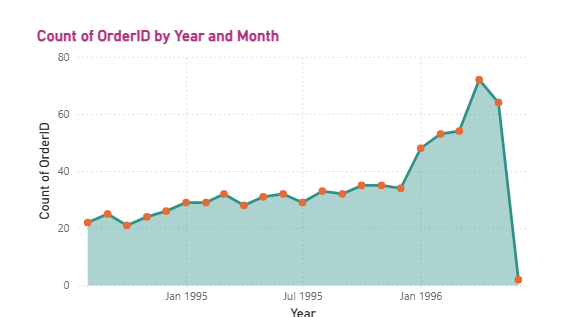 Count of OrderID by Year and Month
Count of OrderID
80
60
40
20
0
Jan 1995
Jul 1995
Jan 1996
Year